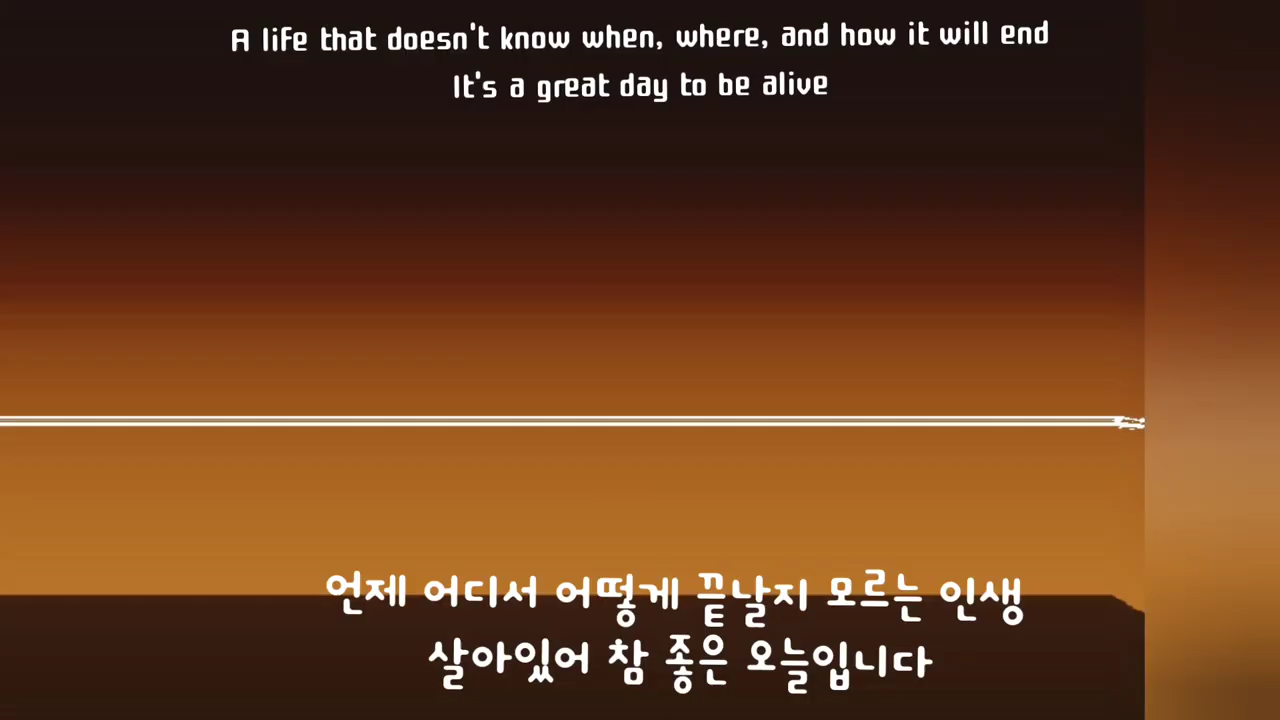 A life that doesn't know when, where, and how it will end
It's a great day to be alive
언제 어디서 어떻게 끝날지 모르는 인생
살아있어 참 좋은 오늘입니다